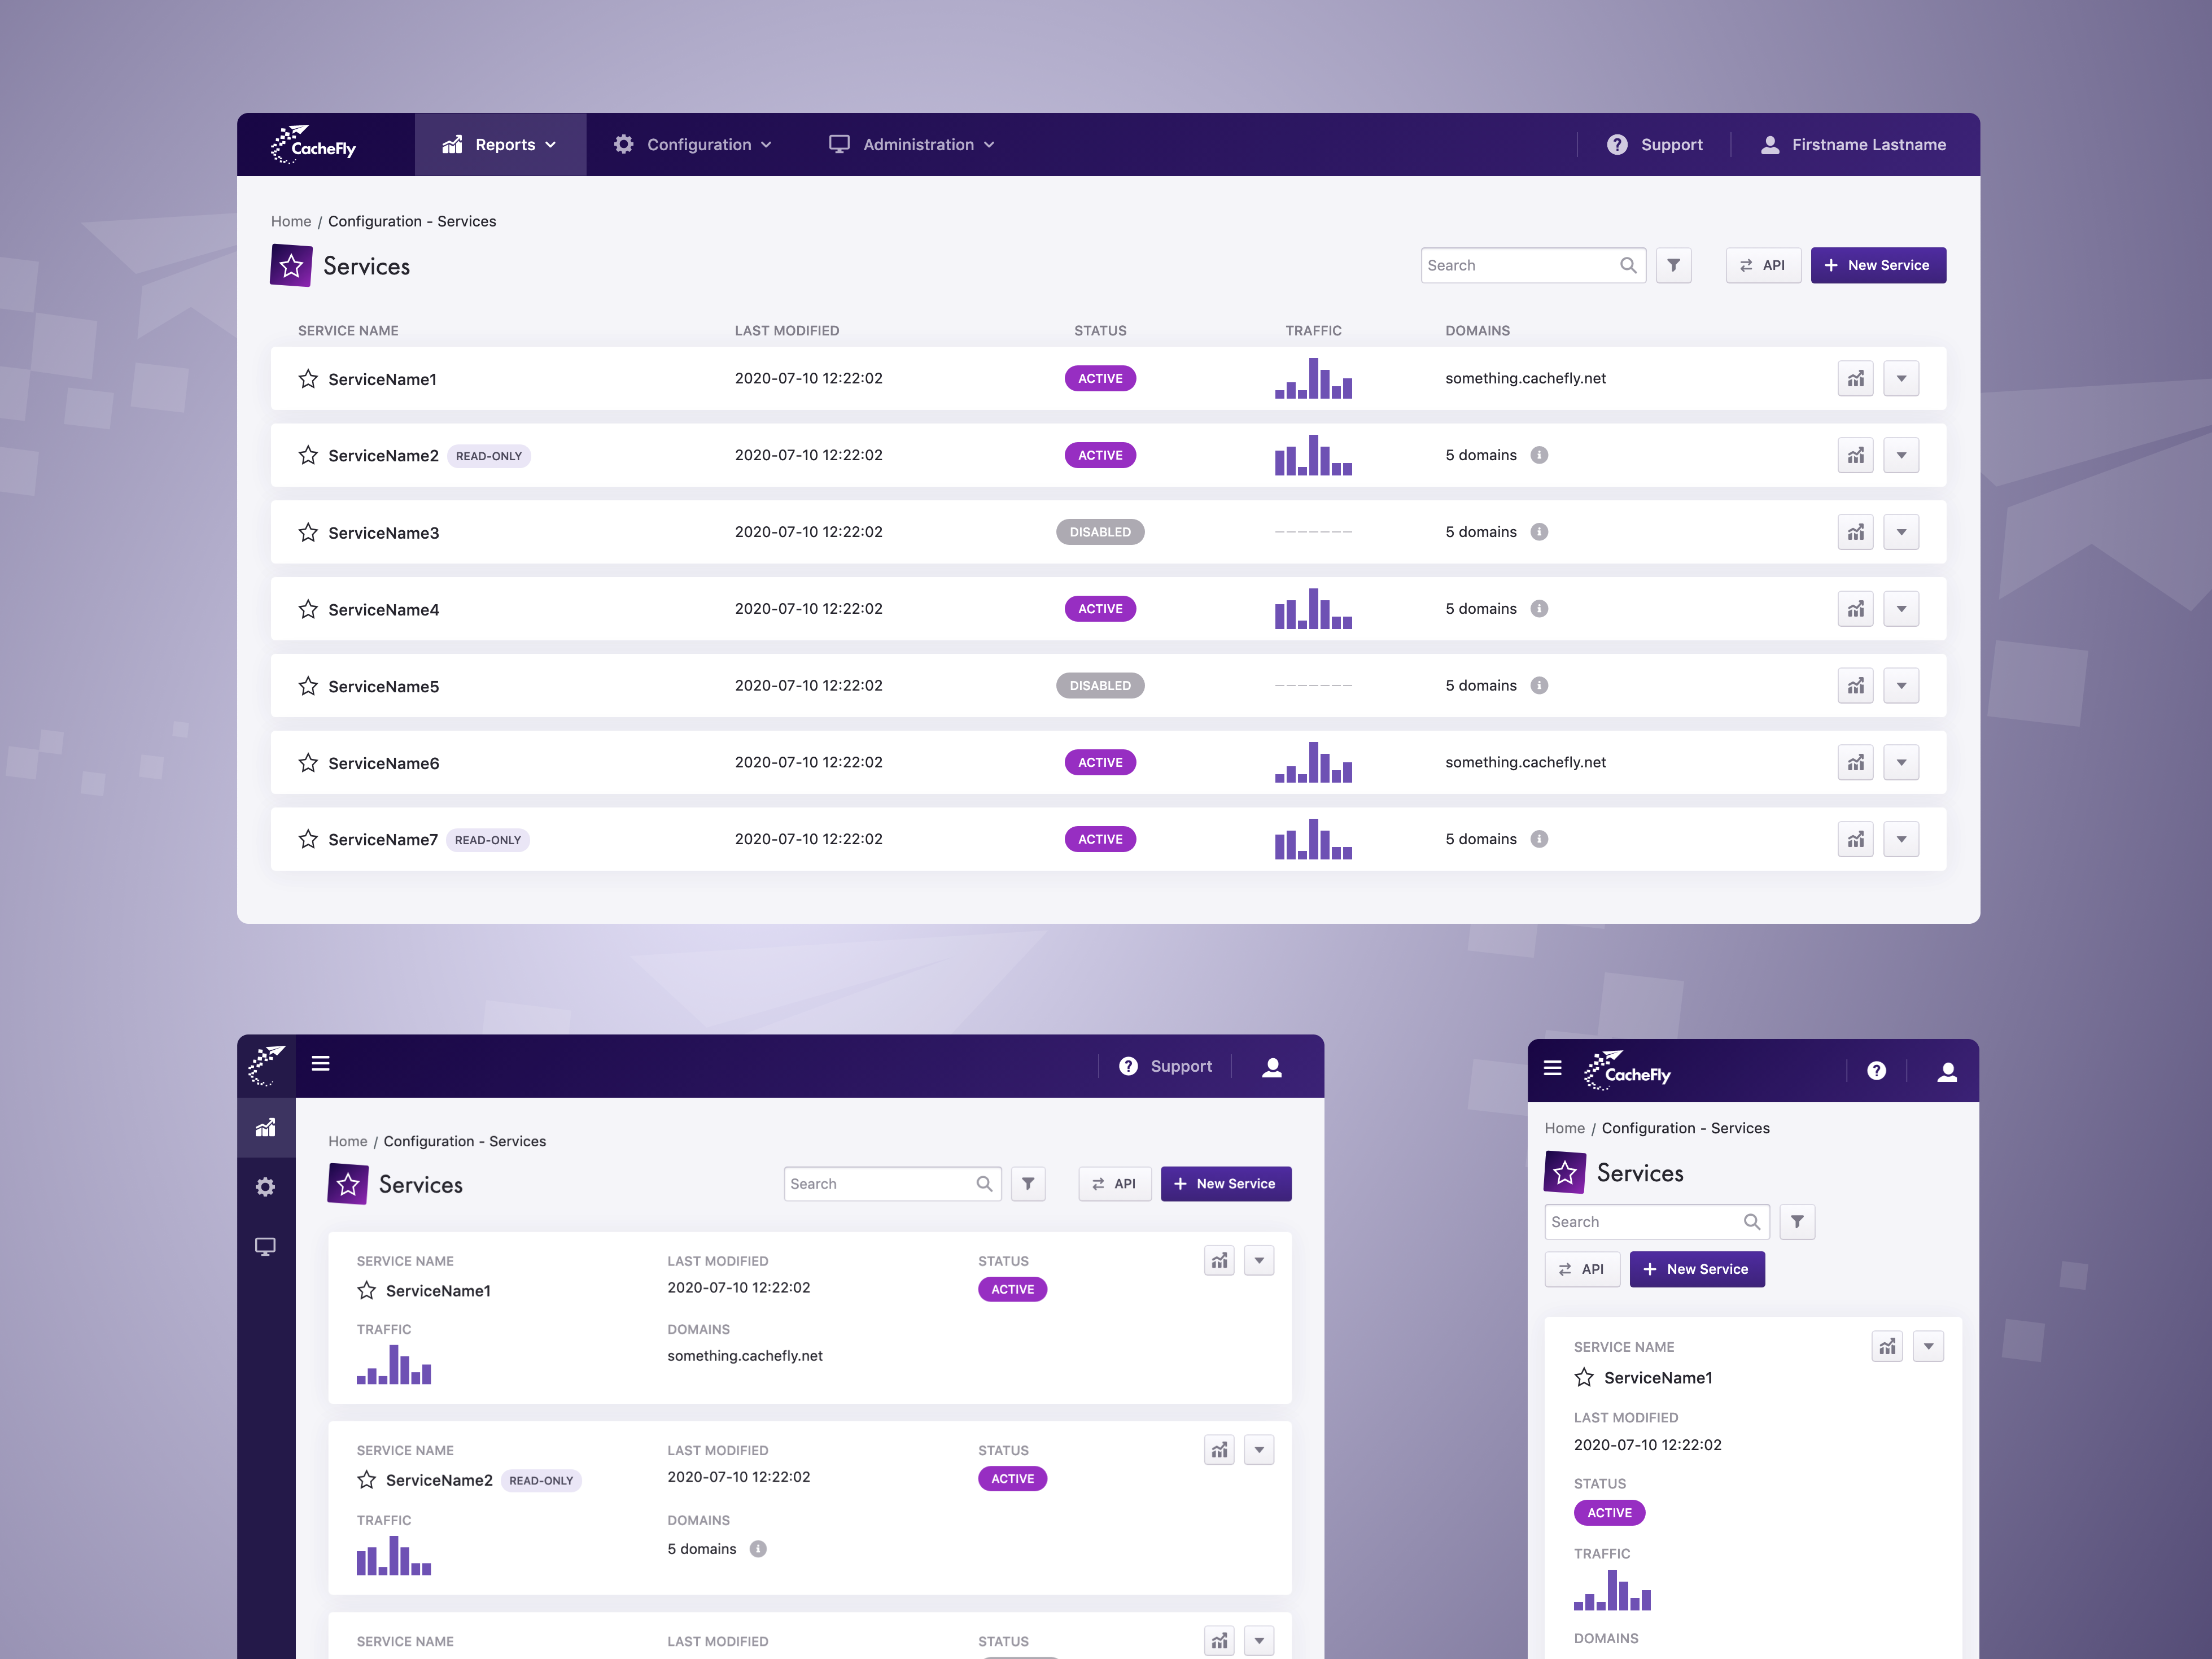 CacheFly Reports Configuration Administration Support Firstname Lastname
Home / Configuration - Services
Services Search API + New Service
SERVICE NAME LAST MODIFIED STATUS TRAFFIC DOMAINS
ServiceName1 2020-07-10 12:22:02 ACTIVE something.cachefly.net
ServiceName2 READ-ONLY 2020-07-10 12:22:02 ACTIVE 5 domains
ServiceName3 2020-07-10 12:22:02 DISABLED 5 domains
ServiceName4 2020-07-10 12:22:02 ACTIVE 5 domains
ServiceName5 2020-07-10 12:22:02 DISABLED 5 domains
ServiceName6 2020-07-10 12:22:02 ACTIVE something.cachefly.net
ServiceName7 READ-ONLY 2020-07-10 12:22:02 ACTIVE 5 domains
Support
Home / Configuration - Services
Services Search API + New Service
SERVICE NAME LAST MODIFIED STATUS
ServiceName1 2020-07-10 12:22:02 ACTIVE
TRAFFIC DOMAINS
something.cachefly.net
SERVICE NAME LAST MODIFIED STATUS
ServiceName2 READ-ONLY 2020-07-10 12:22:02 ACTIVE
TRAFFIC DOMAINS
5 domains
SERVICE NAME LAST MODIFIED STATUS
CacheFly
Home / Configuration - Services
Services
Search
API + New Service
SERVICE NAME
ServiceName1
LAST MODIFIED
2020-07-10 12:22:02
STATUS
ACTIVE
TRAFFIC
DOMAINS